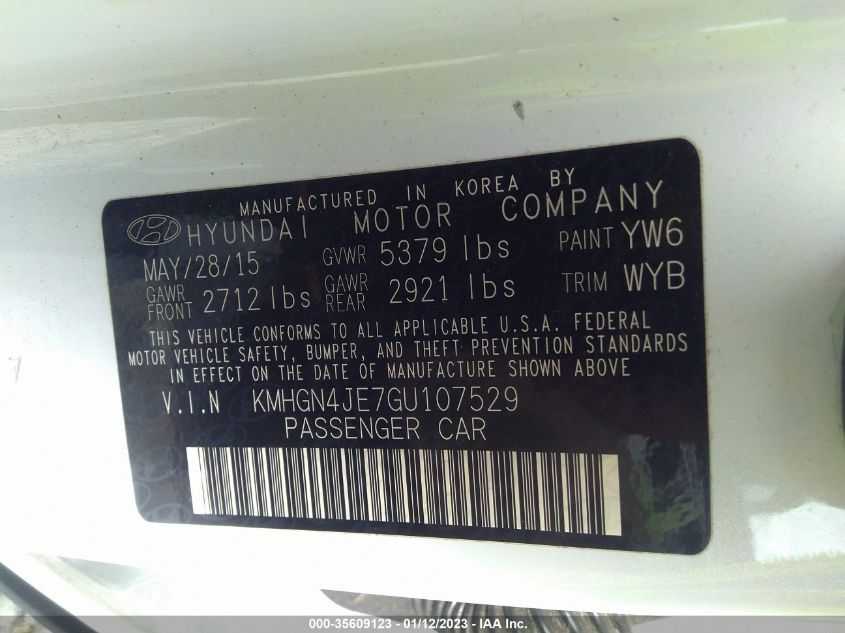 MANUFACTURED IN KOREA BY
HYUNDAI MOTOR COMPANY
MAY/28/15 GVWR 5379 lbs PAINT YW6
GAWR FRONT 2712 lbs GAWR REAR 2921 lbs TRIM WYB
THIS VEHICLE CONFORMS TO ALL APPLICABLE U.S.A. FEDERAL
MOTOR VEHICLE SAFETY, BUMPER, AND THEFT PREVENTION STANDARDS
IN EFFECT ON THE DATE OF MANUFACTURE SHOWN ABOVE
V.I.N KMHGN4JE7GU107529
PASSENGER CAR
000-35609123 - 01/12/2023 - IAA Inc.